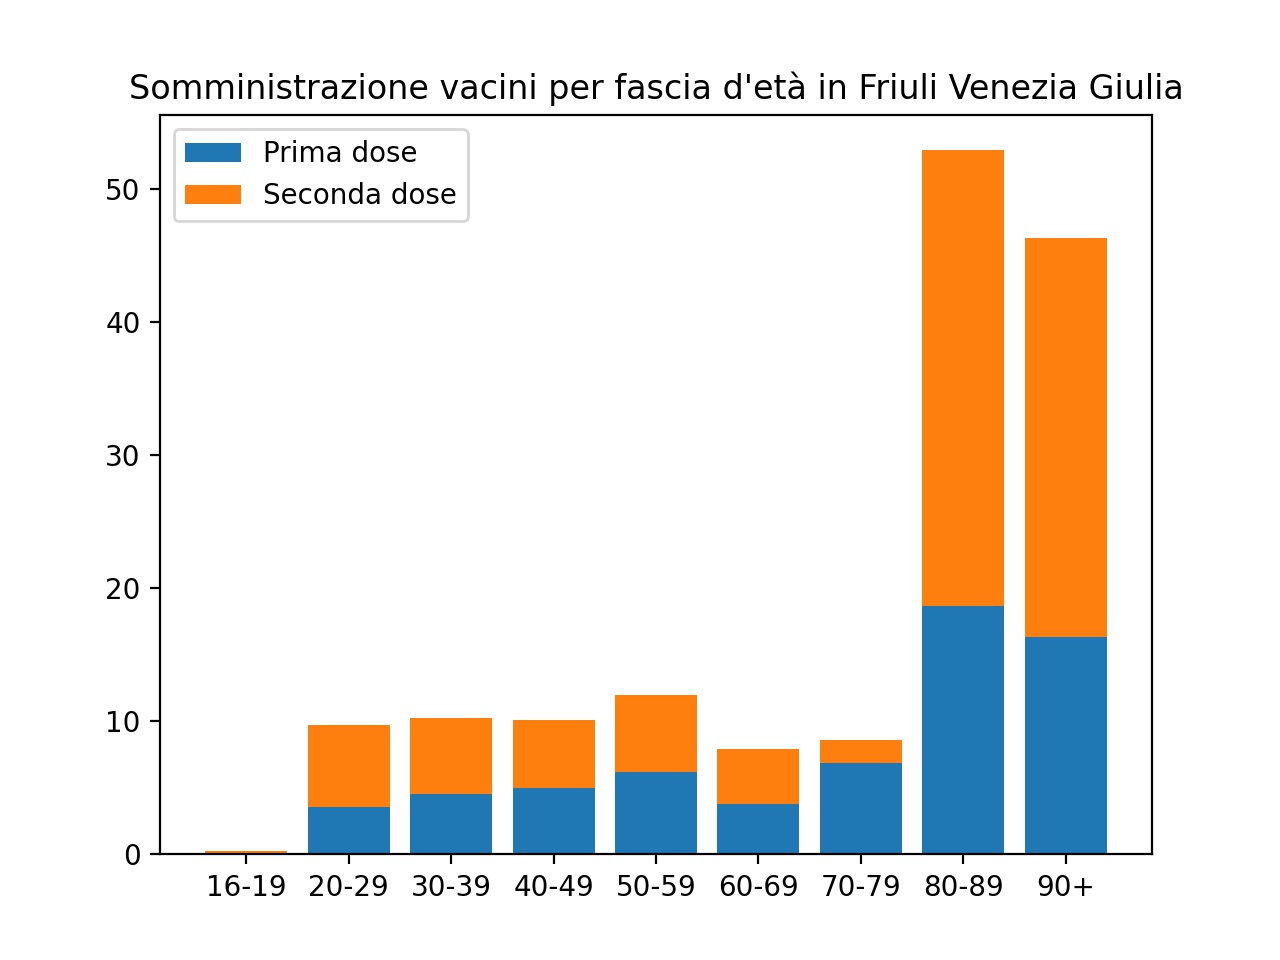 Somministrazione vacini per fascia d'età in Friuli Venezia Giulia
Prima dose
Seconda dose
50
40
30
20
10
0
16-19 20-29 30-39 40-49 50-59 60-69 70-79 80-89 90+